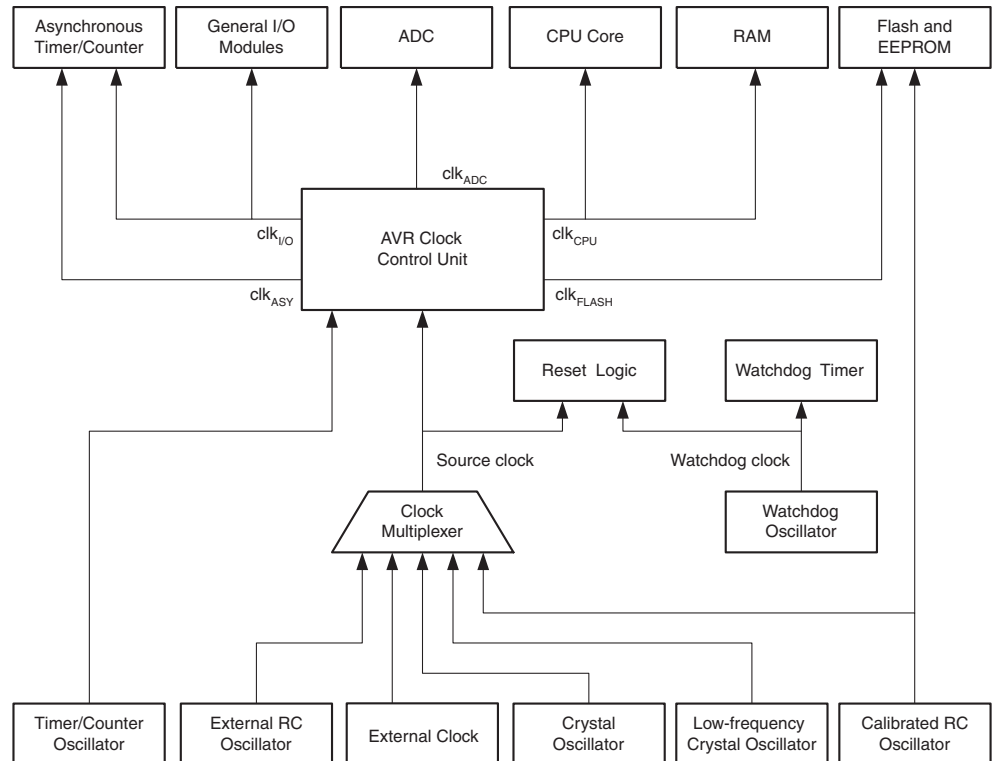 Asynchronous
Timer/Counter
General I/O
Modules
ADC
CPU Core
RAM
Flash and
EEPROM
clkADC
clkI/O
AVR Clock
Control Unit
clkCPU
clkASY
clkFLASH
Reset Logic
Watchdog Timer
Source clock
Watchdog clock
Clock
Multiplexer
Watchdog
Oscillator
Timer/Counter
Oscillator
External RC
Oscillator
External Clock
Crystal
Oscillator
Low-frequency
Crystal Oscillator
Calibrated RC
Oscillator